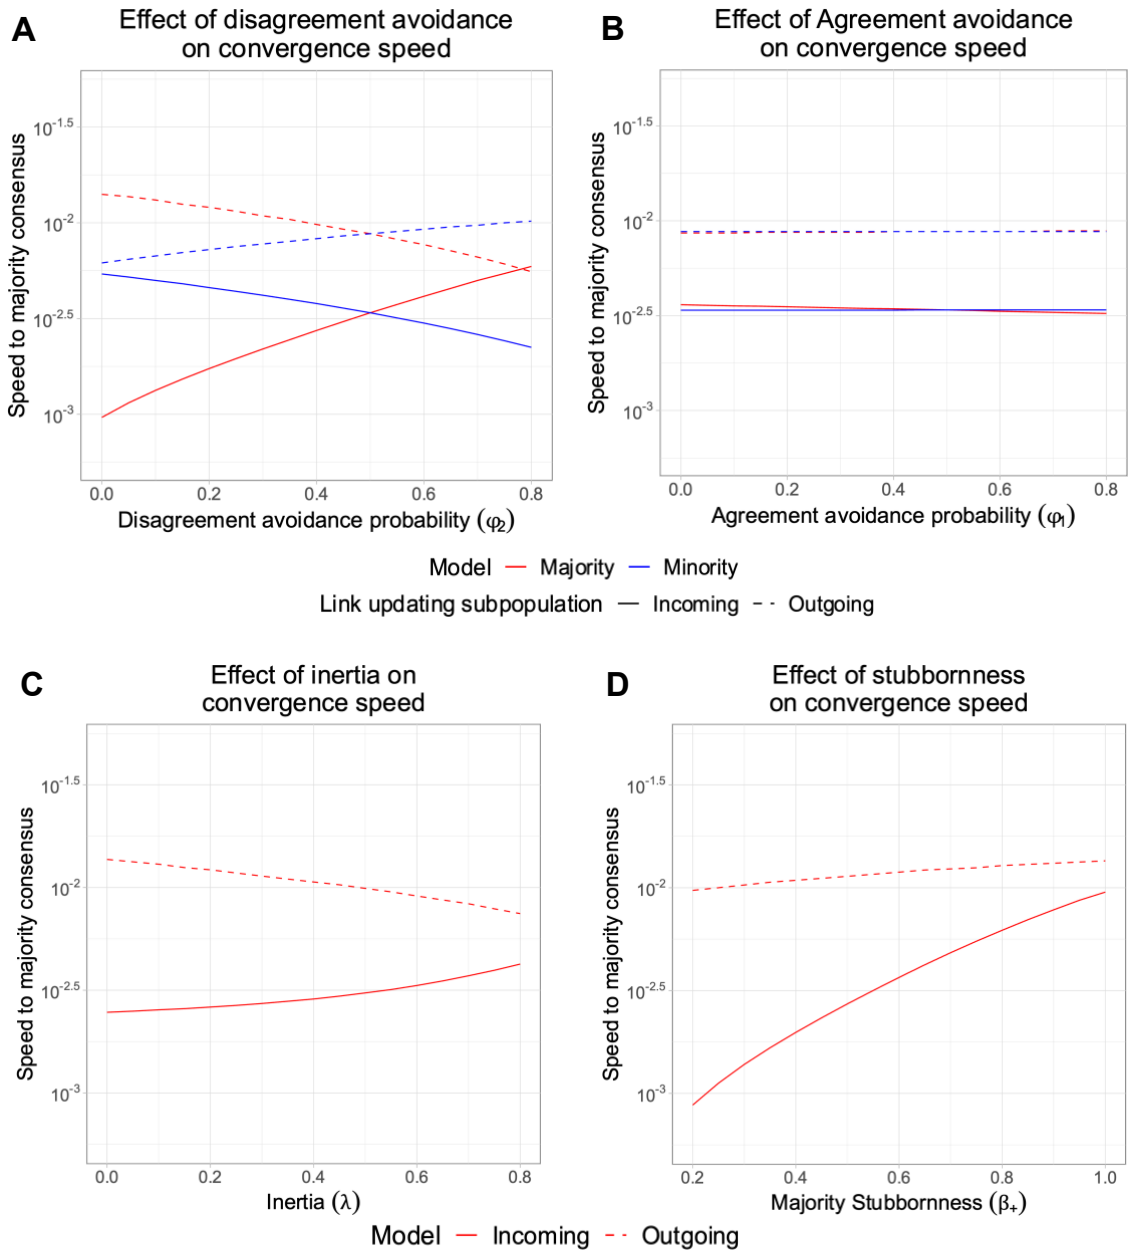 A
Effect of disagreement avoidance
on convergence speed
Speed to majority consensus
10^-1.5
10^-2
10^-2.5
10^-3
0.0 0.2 0.4 0.6 0.8
Disagreement avoidance probability (φ2)
B
Effect of Agreement avoidance
on convergence speed
Speed to majority consensus
10^-1.5
10^-2
10^-2.5
10^-3
0.0 0.2 0.4 0.6 0.8
Agreement avoidance probability (φ1)
Model Majority Minority
Link updating subpopulation Incoming Outgoing
C
Effect of inertia on
convergence speed
Speed to majority consensus
10^-1.5
10^-2
10^-2.5
10^-3
0.0 0.2 0.4 0.6 0.8
Inertia (λ)
D
Effect of stubbornness
on convergence speed
Speed to majority consensus
10^-1.5
10^-2
10^-2.5
10^-3
0.2 0.4 0.6 0.8 1.0
Majority Stubbornness (β+)
Model Incoming Outgoing